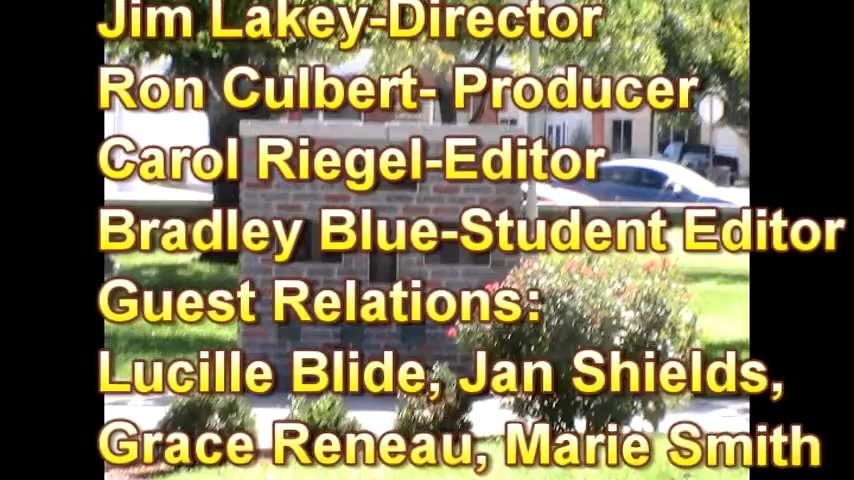 Jim Lakey-Director
Ron Culbert- Producer
Carol Riegel-Editor
Bradley Blue-Student Editor
Guest Relations:
Lucille Blide, Jan Shields,
Grace Reneau, Marie Smith